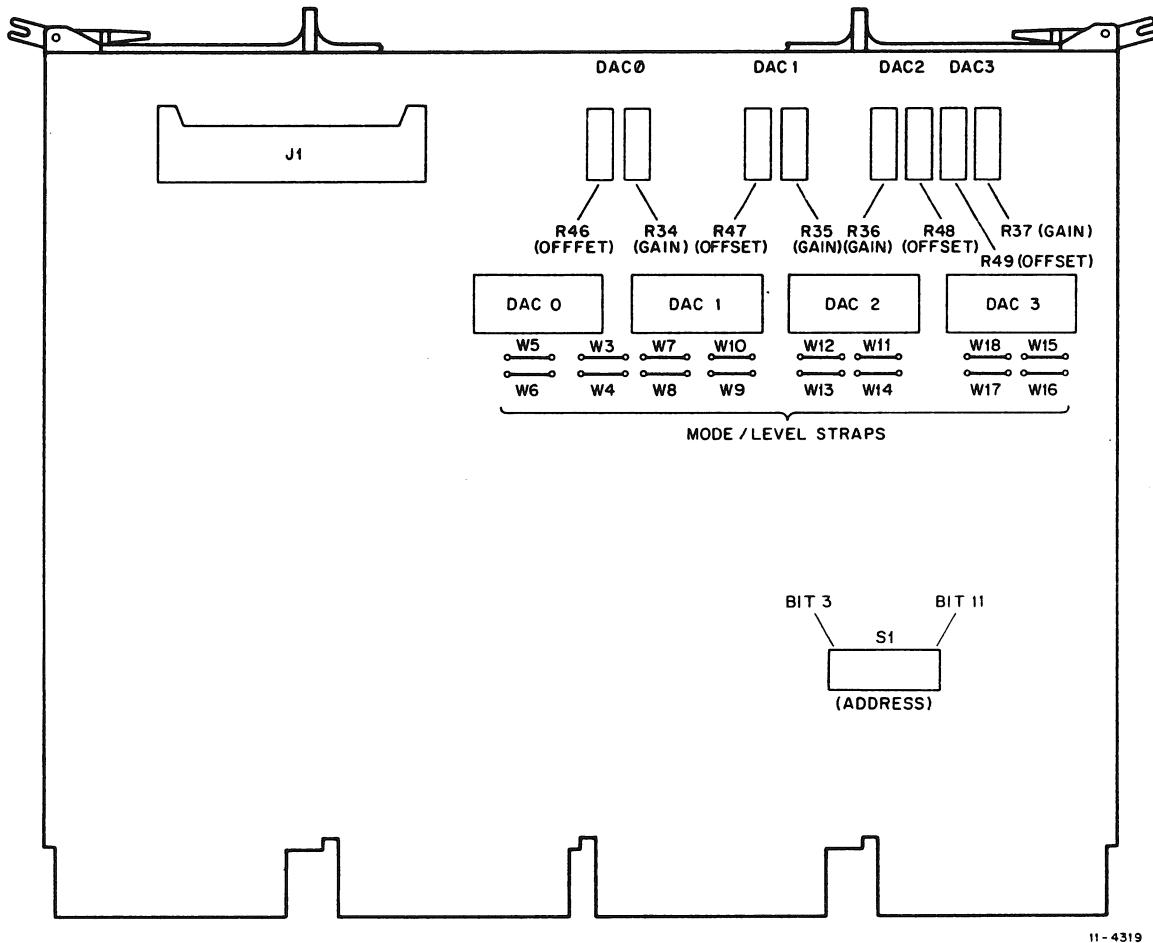 DACØ DAC 1 DAC2 DAC3
J1
R46 (OFFFET)
R34 (GAIN)
R47 (OFFSET)
R35 (GAIN)
R36 (GAIN)
R48 (OFFSET)
R37 (GAIN)
R49 (OFFSET)
DAC 0 DAC 1 DAC 2 DAC 3
W5 W3 W7 W10 W12 W11 W18 W15
W6 W4 W8 W9 W13 W14 W17 W16
MODE / LEVEL STRAPS
BIT 3 BIT 11
S1
(ADDRESS)
11-4319